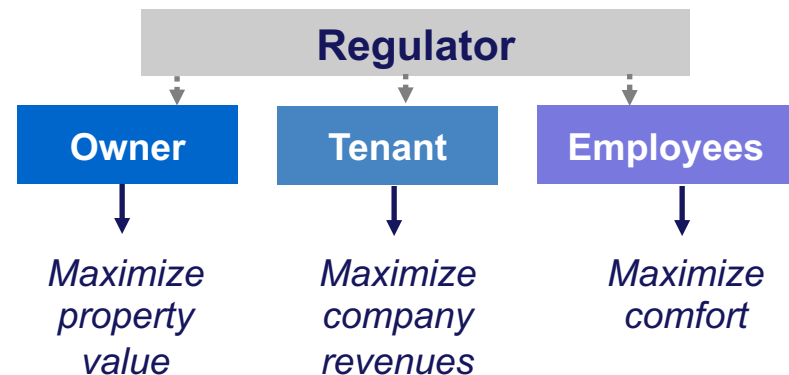 Regulator
Owner
Tenant
Employees
Maximize
property
value
Maximize
company
revenues
Maximize
comfort